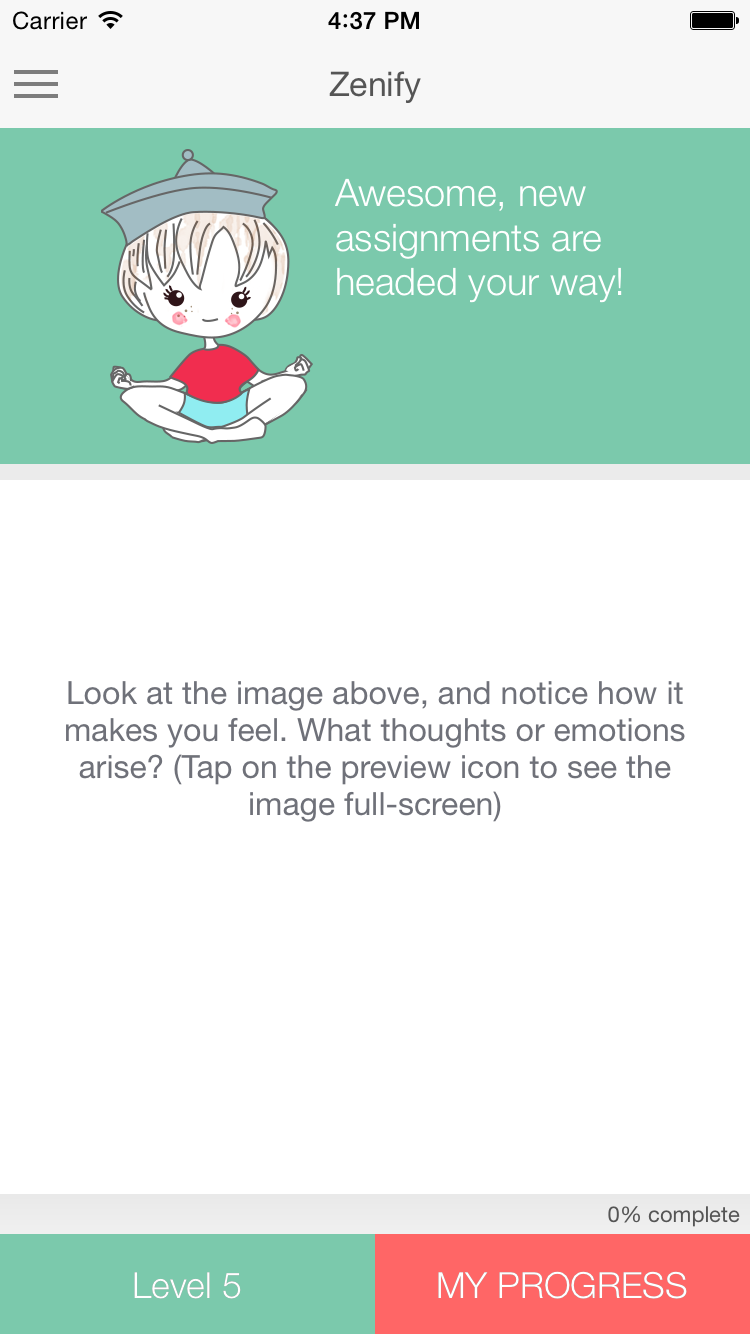 Carrier 4:37 PM
Zenify
Awesome, new
assignments are
headed your way!
Look at the image above, and notice how it
makes you feel. What thoughts or emotions
arise? (Tap on the preview icon to see the
image full-screen)
0% complete
Level 5 MY PROGRESS